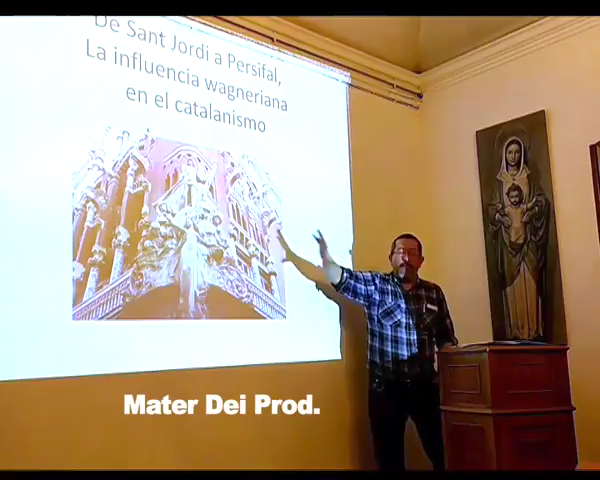 De Sant Jordi a Persifal,
La influencia wagneriana
en el catalanismo
Mater Dei Prod.